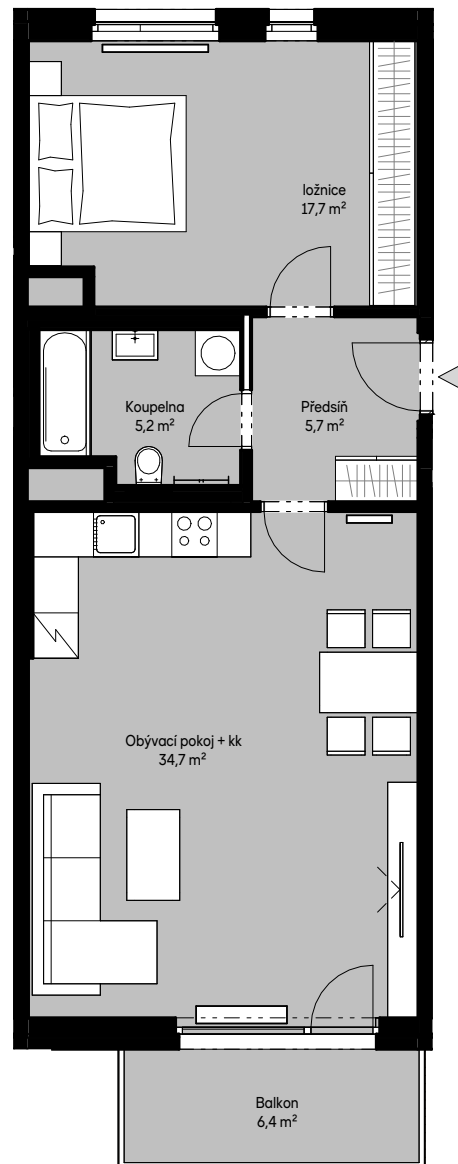 ložnice
17,7 m²
Koupelna
5,2 m²
Předsíň
5,7 m²
Obývací pokoj + kk
34,7 m²
Balkon
6,4 m²